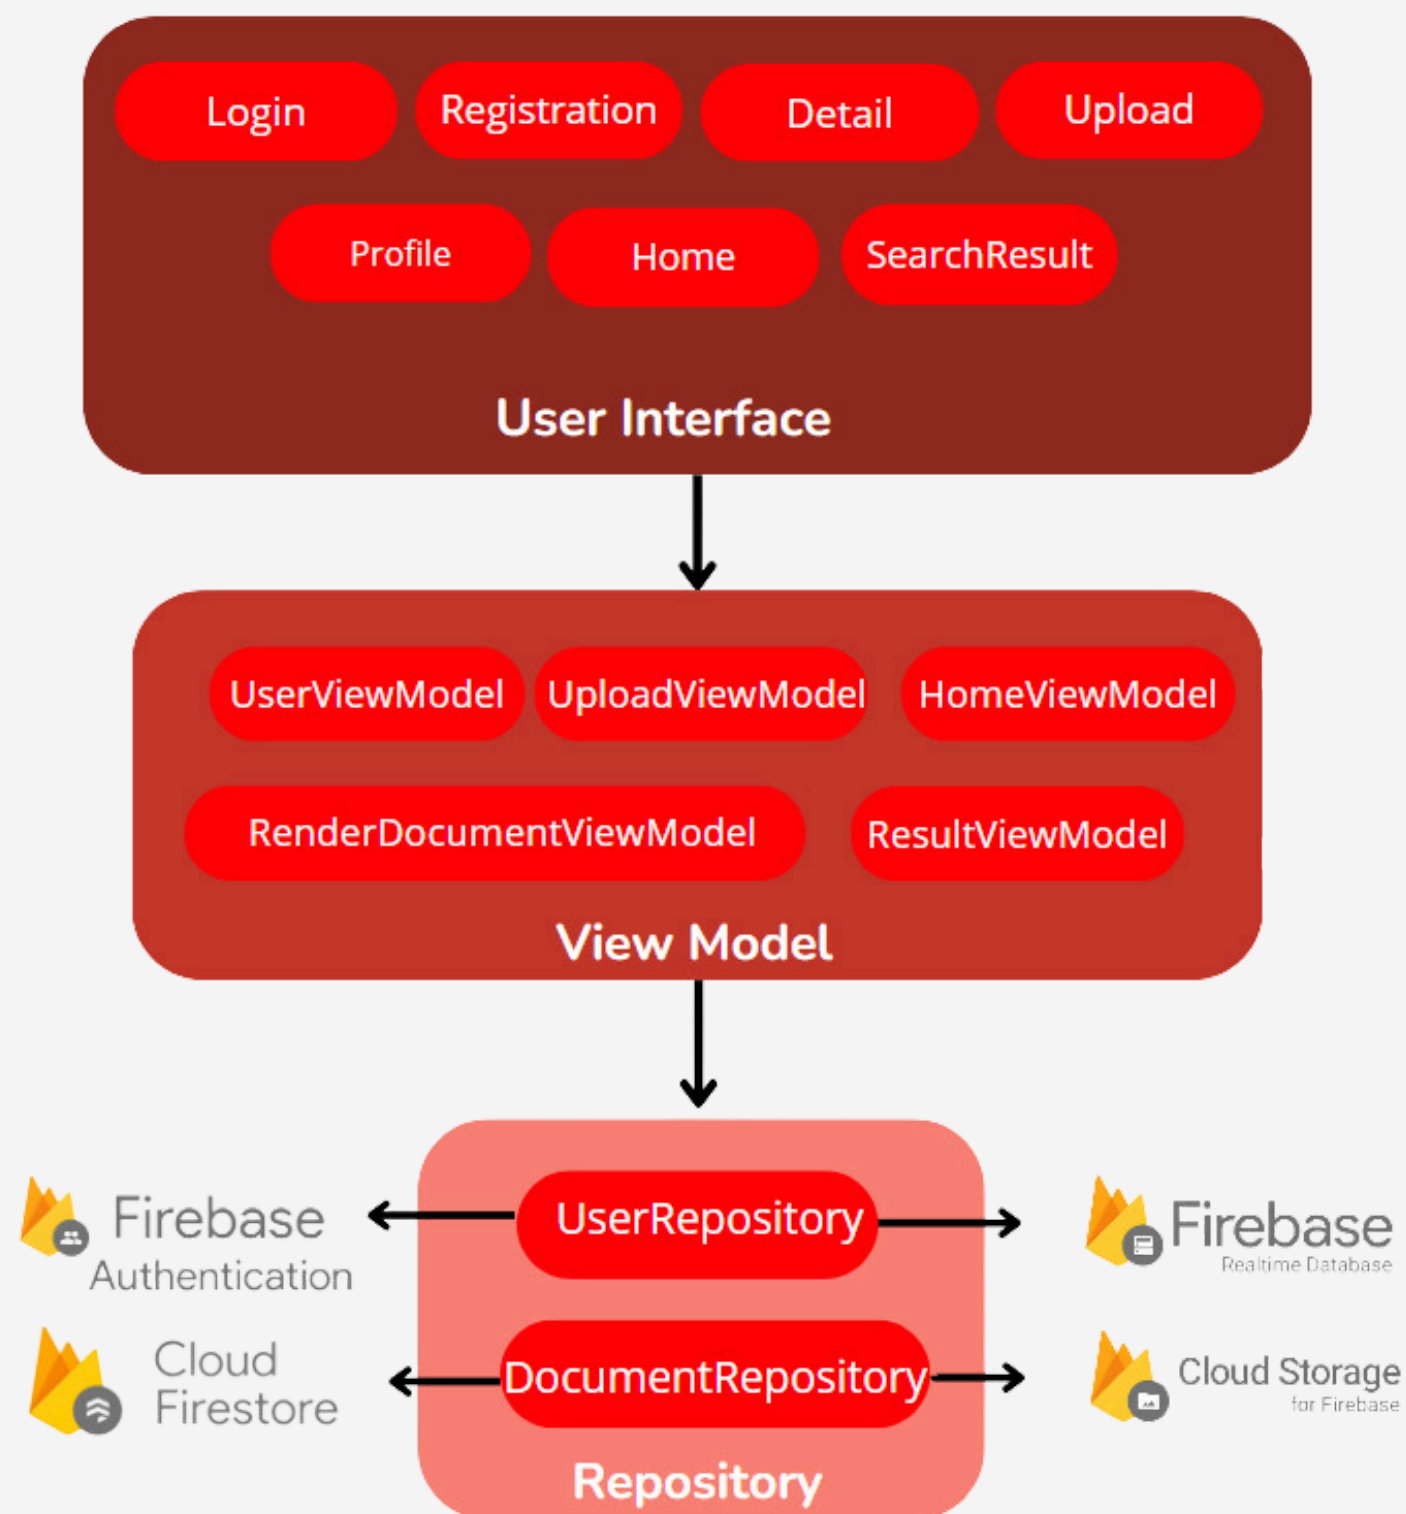 Login
Registration
Detail
Upload
Profile
Home
SearchResult
User Interface
UserViewModel
UploadViewModel
HomeViewModel
RenderDocumentViewModel
ResultViewModel
View Model
Firebase
Authentication
UserRepository
Firebase
Realtime Database
Cloud
Firestore
DocumentRepository
Cloud Storage
for Firebase
Repository